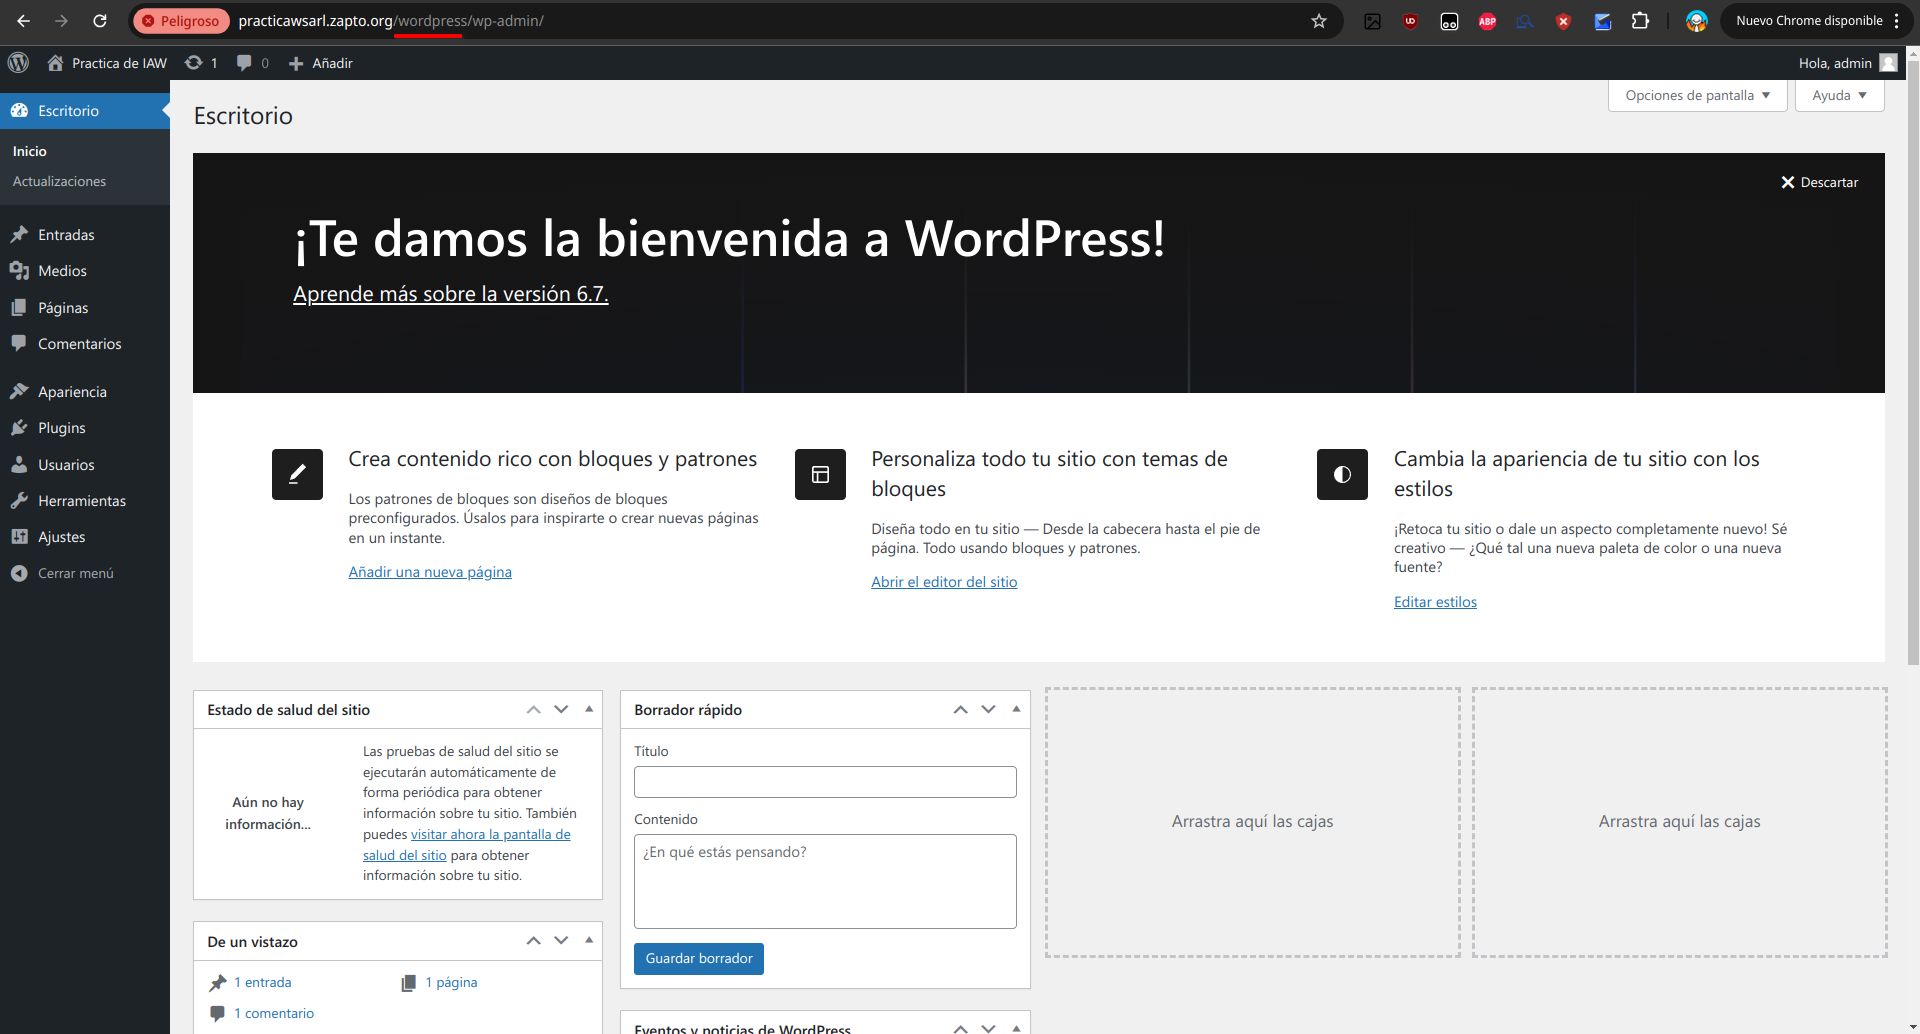 Peligroso
practicawsarl.zapto.org/wordpress/wp-admin/
UD
ABP
Nuevo Chrome disponible
Practica de IAW
1
0
Añadir
Hola, admin
Escritorio
Inicio
Actualizaciones
Entradas
Medios
Páginas
Comentarios
Apariencia
Plugins
Usuarios
Herramientas
Ajustes
Cerrar menú
Escritorio
Opciones de pantalla
Ayuda
Descartar
¡Te damos la bienvenida a WordPress!
Aprende más sobre la versión 6.7.
Crea contenido rico con bloques y patrones
Los patrones de bloques son diseños de bloques
preconfigurados. Úsalos para inspirarte o crear nuevas páginas
en un instante.
Añadir una nueva página
Personaliza todo tu sitio con temas de
bloques
Diseña todo en tu sitio — Desde la cabecera hasta el pie de
página. Todo usando bloques y patrones.
Abrir el editor del sitio
Cambia la apariencia de tu sitio con los
estilos
¡Retoca tu sitio o dale un aspecto completamente nuevo! Sé
creativo — ¿Qué tal una nueva paleta de color o una nueva
fuente?
Editar estilos
Estado de salud del sitio
Aún no hay
información...
Las pruebas de salud del sitio se
ejecutarán automáticamente de
forma periódica para obtener
información sobre tu sitio. También
puedes visitar ahora la pantalla de
salud del sitio para obtener
información sobre tu sitio.
De un vistazo
1 entrada
1 página
1 comentario
Borrador rápido
Título
Contenido
¿En qué estás pensando?
Guardar borrador
Eventos y noticias de WordPress
Arrastra aquí las cajas
Arrastra aquí las cajas